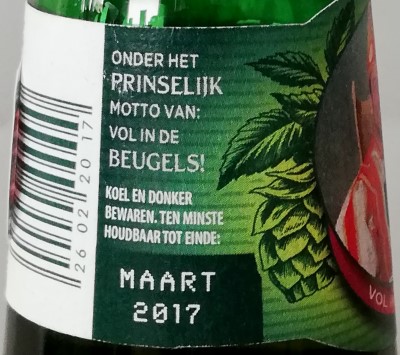 ONDER HET
PRINSELIJK
MOTTO VAN:
VOL IN DE
BEUGELS!
KOEL EN DONKER
BEWAREN. TEN MINSTE
HOUDBAAR TOT EINDE:
MAART
2017
26 02 20 17
VOL